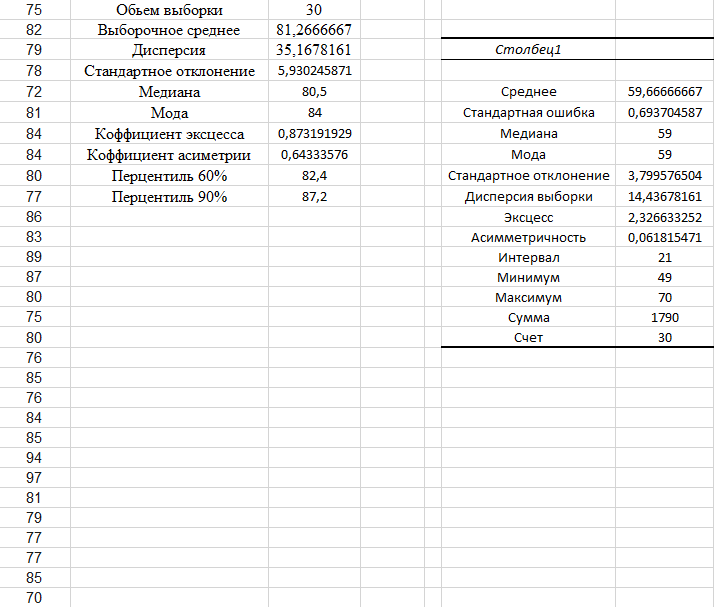 75 Обьем выборки 30
82 Выборочное среднее 81,2666667
79 Дисперсия 35,1678161 Столбец1
78 Стандартное отклонение 5,930245871
72 Медиана 80,5 Среднее 59,66666667
81 Мода 84 Стандартная ошибка 0,693704587
84 Коффициент эксцесса 0,873191929 Медиана 59
84 Коффициент асиметрии 0,64333576 Мода 59
80 Перцентиль 60% 82,4 Стандартное отклонение 3,799576504
77 Перцентиль 90% 87,2 Дисперсия выборки 14,43678161
86 Эксцесс 2,326633252
83 Асимметричность 0,061815471
89 Интервал 21
87 Минимум 49
80 Максимум 70
75 Сумма 1790
80 Счет 30
76
85
76
84
85
94
97
81
79
77
77
85
70